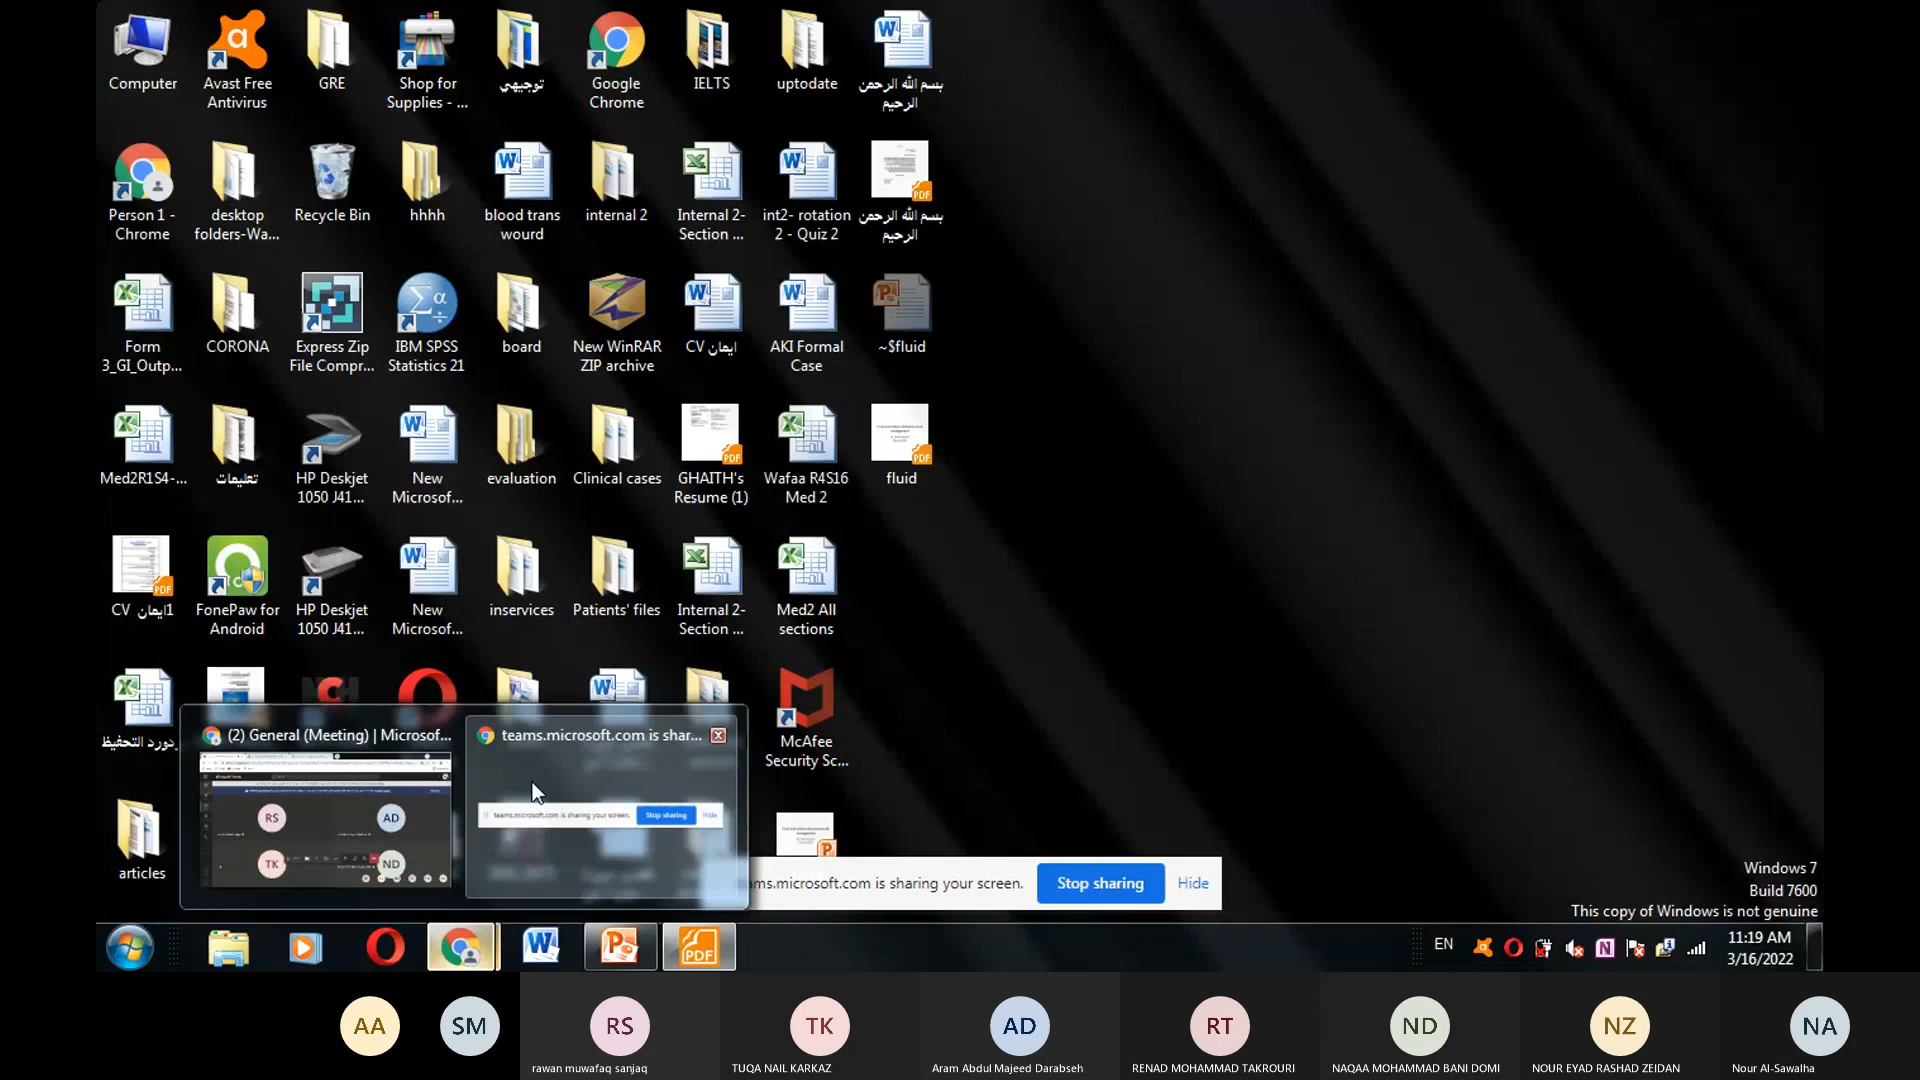 Computer
Avast Free
Antivirus
GRE
Shop for
Supplies - ...
توجيهي
Google
Chrome
IELTS
uptodate
بسم الله الرحمن
الرحيم
Person 1 -
Chrome
desktop
folders-Wa...
Recycle Bin
hhhh
blood trans
wourd
internal 2
Internal 2-
Section ...
int2- rotation
2 - Quiz 2
بسم الله الرحمن
الرحيم
Form
3_GI_Outp...
CORONA
Express Zip
File Compr...
IBM SPSS
Statistics 21
board
New WinRAR
ZIP archive
ايمان CV
AKI Formal
Case
~$fluid
Med2R1S4-...
تعليمات
HP Deskjet
1050 J41...
New
Microsof...
evaluation
Clinical cases
GHAITH's
Resume (1)
Wafaa R4S16
Med 2
fluid
CV ايمان1
FonePaw for
Android
HP Deskjet
1050 J41...
New
Microsof...
inservices
Patients' files
Internal 2-
Section ...
Med2 All
sections
دورد التحفيظ
McAfee
Security Sc...
articles
(2) General (Meeting) | Microsof...
teams.microsoft.com is shar...
RS
AD
TK
ND
teams.microsoft.com is sharing your screen.
Stop sharing
Hide
ms.microsoft.com is sharing your screen.
Stop sharing
Hide
Windows 7
Build 7600
This copy of Windows is not genuine
EN
11:19 AM
3/16/2022
AA
SM
RS
TK
AD
RT
ND
NZ
NA
rawan muwafaq sanjaq
TUQA NAIL KARKAZ
Aram Abdul Majeed Darabseh
RENAD MOHAMMAD TAKROURI
NAQAA MOHAMMAD BANI DOMI
NOUR EYAD RASHAD ZEIDAN
Nour Al-Sawalha